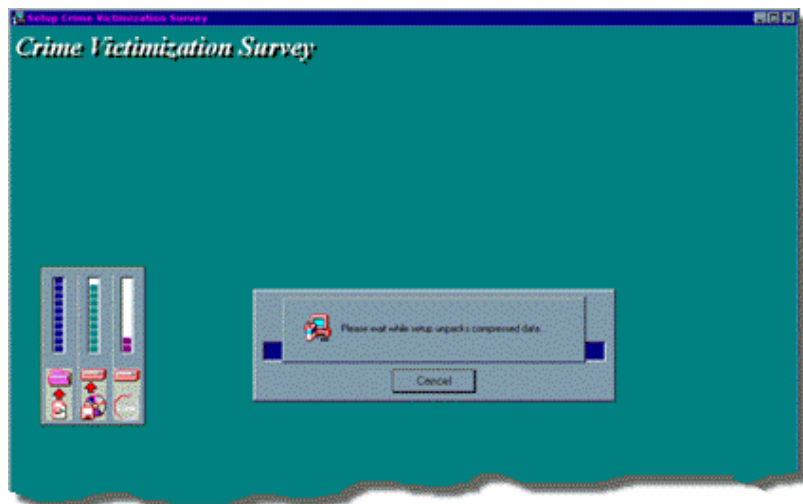 Setup Crime Victimization Survey
Crime Victimization Survey
Please wait while setup unpacks compressed data...
Cancel